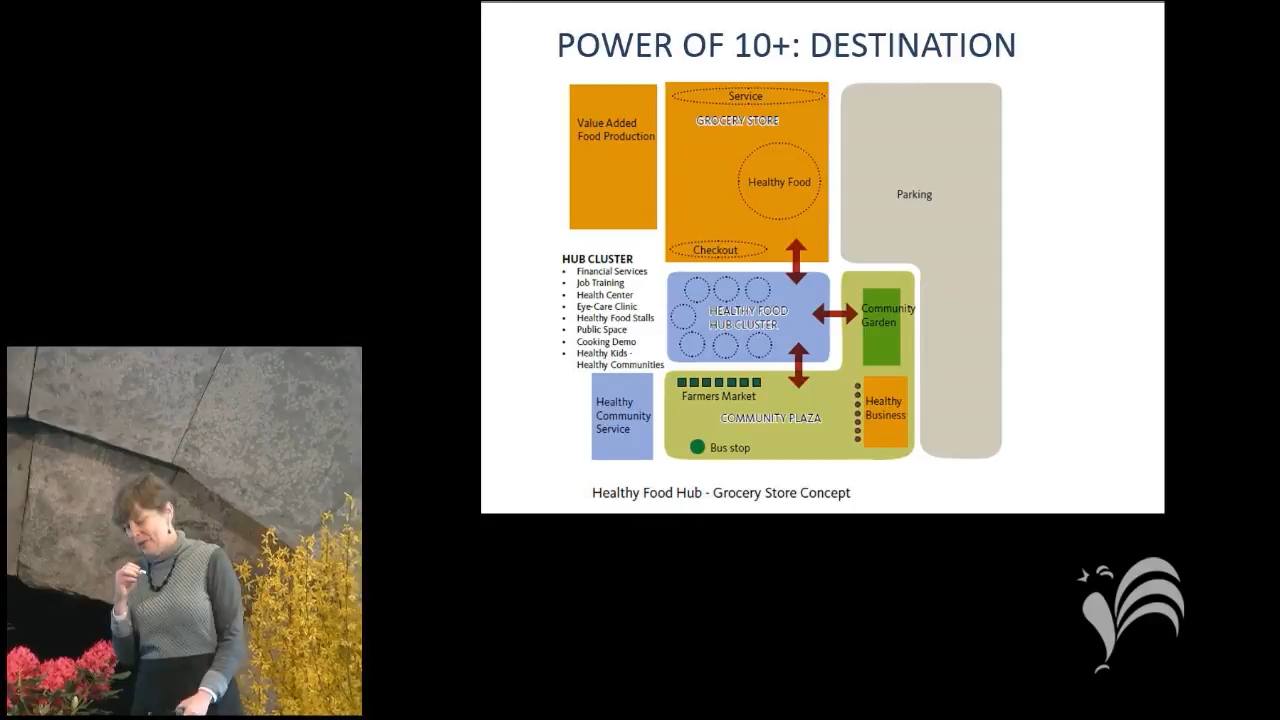 POWER OF 10+: DESTINATION
Value Added
Food Production
Service
GROCERY STORE
Healthy Food
Checkout
Parking
HUB CLUSTER
• Financial Services
• Job Training
• Health Center
• Eye-Care Clinic
• Healthy Food Stalls
• Public Space
• Cooking Demo
• Healthy Kids -
Healthy Communities
HEALTHY FOOD
HUB CLUSTER
Community
Garden
Healthy
Community
Service
Farmers Market
COMMUNITY PLAZA
Bus stop
Healthy
Business
Healthy Food Hub - Grocery Store Concept